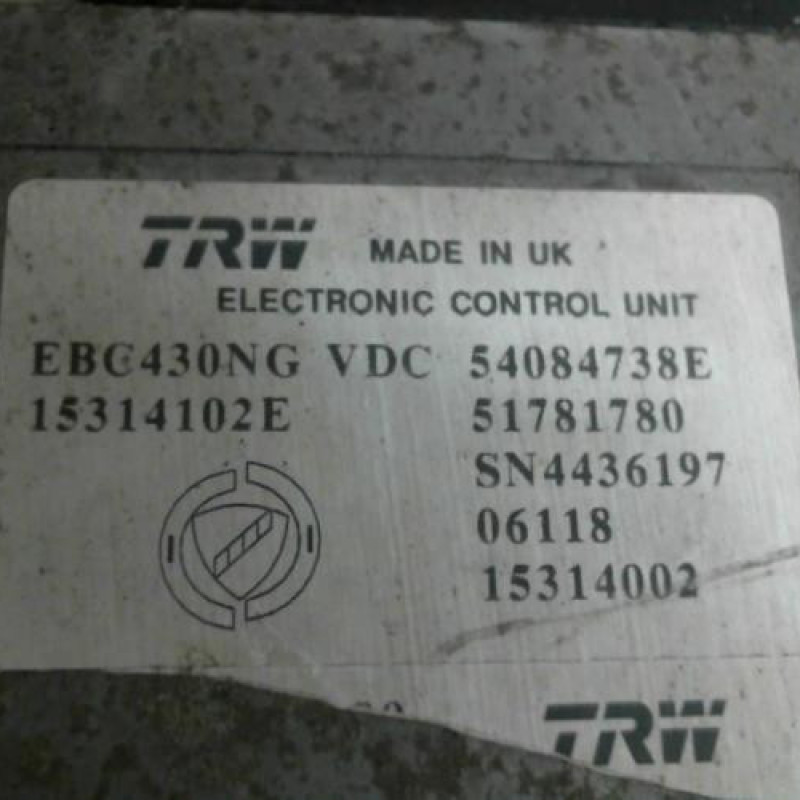 TRW MADE IN UK
ELECTRONIC CONTROL UNIT
EBC430NG VDC 54084738E
15314102E 51781780
SN4436197
06118
15314002
TRW